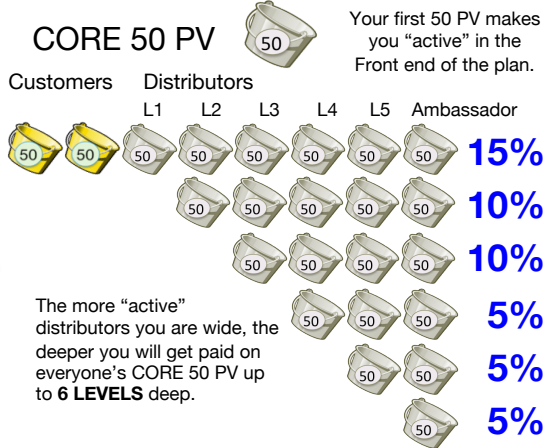 CORE 50 PV
50
Your first 50 PV makes
you “active” in the
Front end of the plan.
Customers Distributors
L1 L2 L3 L4 L5 Ambassador
50 50 50 50 50 50 50 50 15%
50 50 50 50 50 10%
50 50 50 50 10%
50 50 50 5%
50 50 5%
50 5%
The more “active”
distributors you are wide, the
deeper you will get paid on
everyone’s CORE 50 PV up
to 6 LEVELS deep.